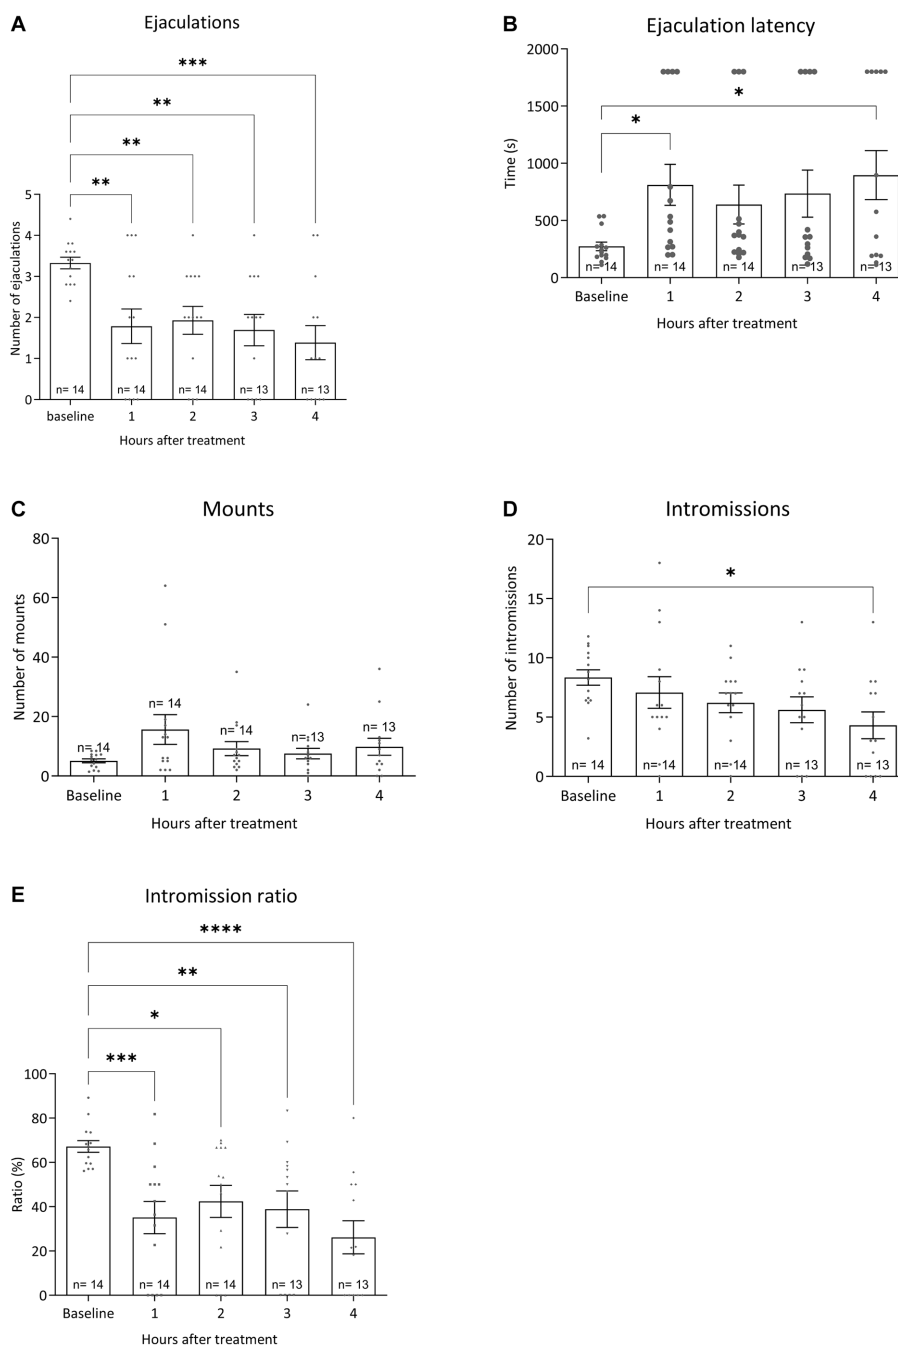 A
Ejaculations
***
**
**
**
Number of ejaculations
5
4
3
2
1
0
n= 14
n= 14
n= 14
n= 13
n= 13
baseline
1
2
3
4
Hours after treatment
B
Ejaculation latency
*
*
Time (s)
2000
1500
1000
500
0
n= 14
n= 14
n= 14
n= 13
n= 13
Baseline
1
2
3
4
Hours after treatment
C
Mounts
Number of mounts
80
60
40
20
0
n= 14
n= 14
n= 14
n= 13
n= 13
Baseline
1
2
3
4
Hours after treatment
D
Intromissions
*
Number of intromissions
20
15
10
5
0
n= 14
n= 14
n= 14
n= 13
n= 13
Baseline
1
2
3
4
Hours after treatment
E
Intromission ratio
****
**
*
***
Ratio (%)
100
80
60
40
20
0
n= 14
n= 14
n= 14
n= 13
n= 13
Baseline
1
2
3
4
Hours after treatment